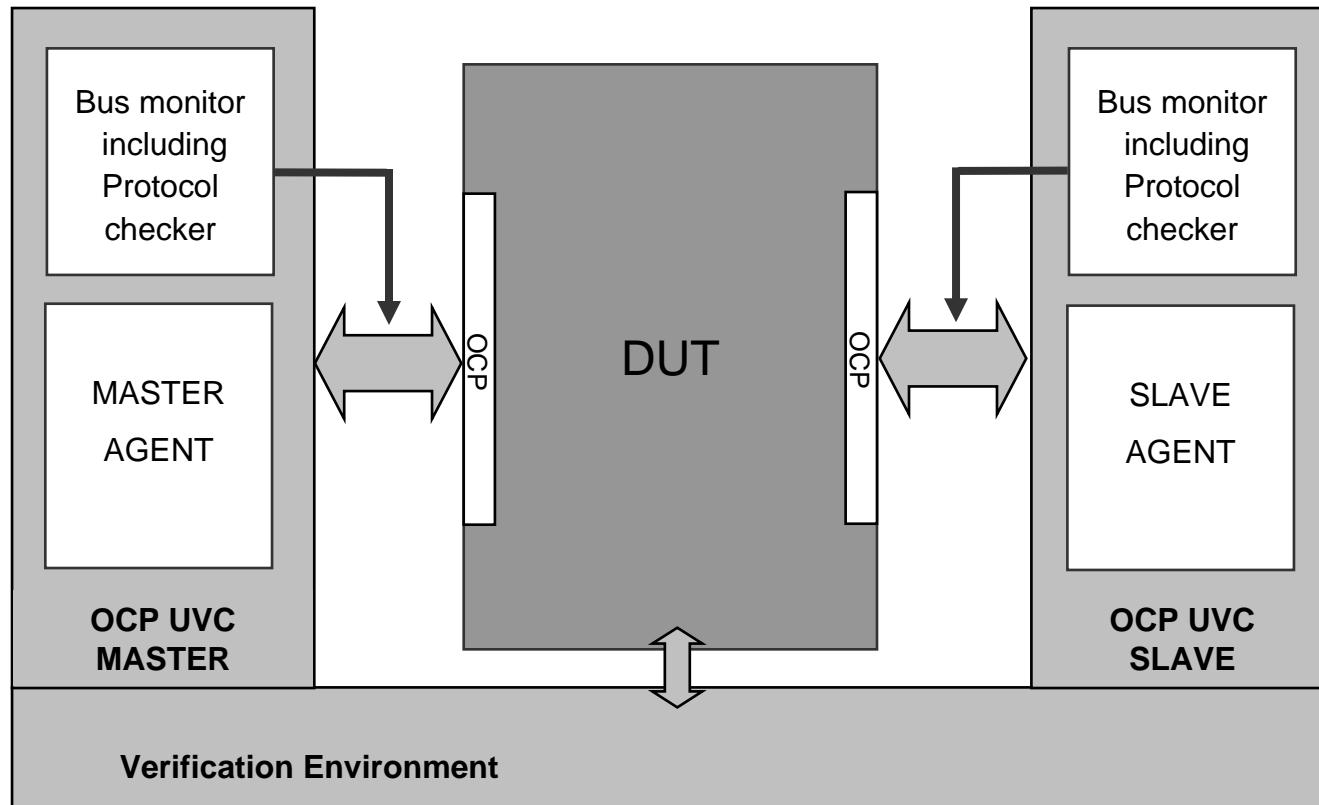 Bus monitor
including
Protocol
checker
MASTER
AGENT
OCP UVC
MASTER
OCP
DUT
OCP
Bus monitor
including
Protocol
checker
SLAVE
AGENT
OCP UVC
SLAVE
Verification Environment